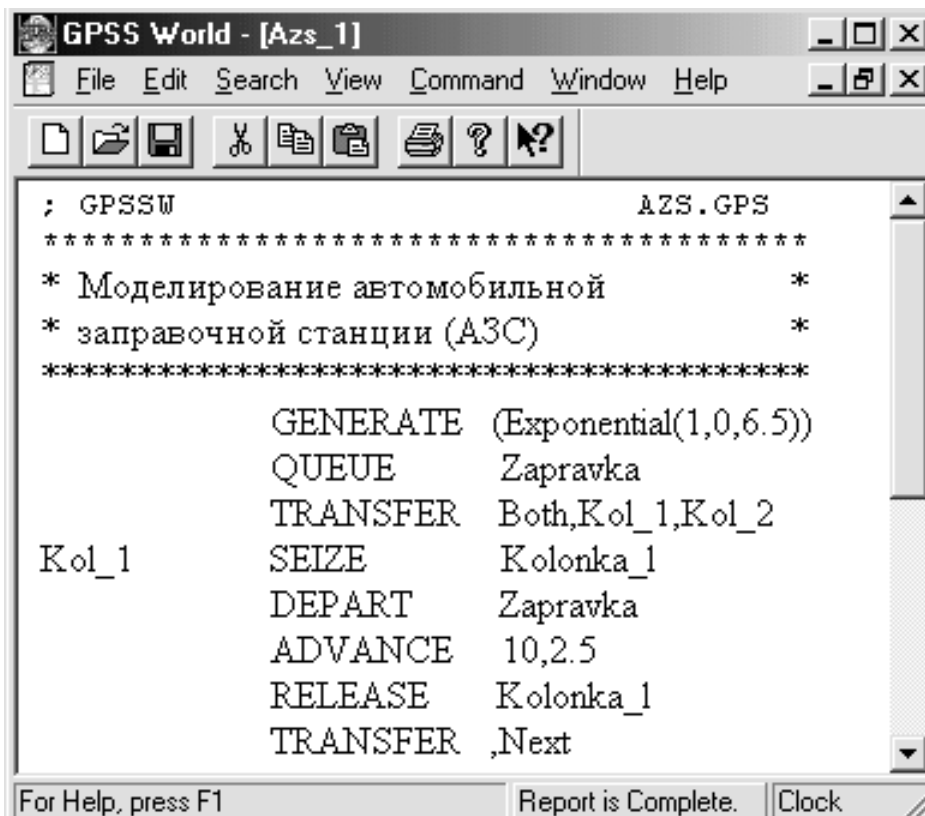 GPSS World - [Azs_1]
File Edit Search View Command Window Help
; GPSSW AZS.GPS
******************************************
* Моделирование автомобильной *
* заправочной станции (АЗС) *
******************************************
GENERATE (Exponential(1,0,6.5))
QUEUE Zapravka
TRANSFER Both,Kol_1,Kol_2
Kol_1 SEIZE Kolonka_1
DEPART Zapravka
ADVANCE 10,2.5
RELEASE Kolonka_1
TRANSFER ,Next
For Help, press F1 Report is Complete. Clock